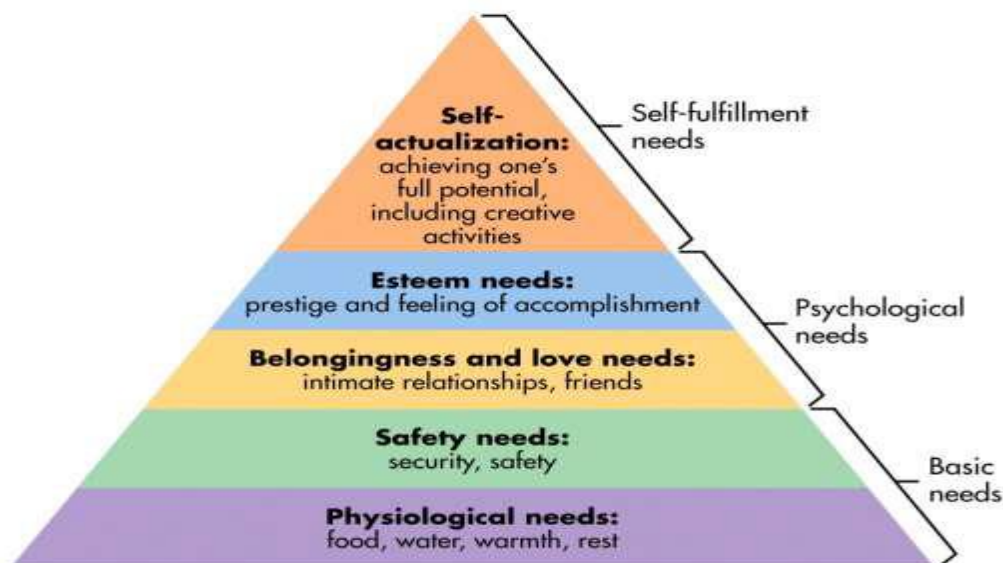 Self-
actualization:
achieving one's
full potential,
including creative
activities
Self-fulfillment
needs
Esteem needs:
prestige and feeling of accomplishment
Belongingness and love needs:
intimate relationships, friends
Psychological
needs
Safety needs:
security, safety
Physiological needs:
food, water, warmth, rest
Basic
needs